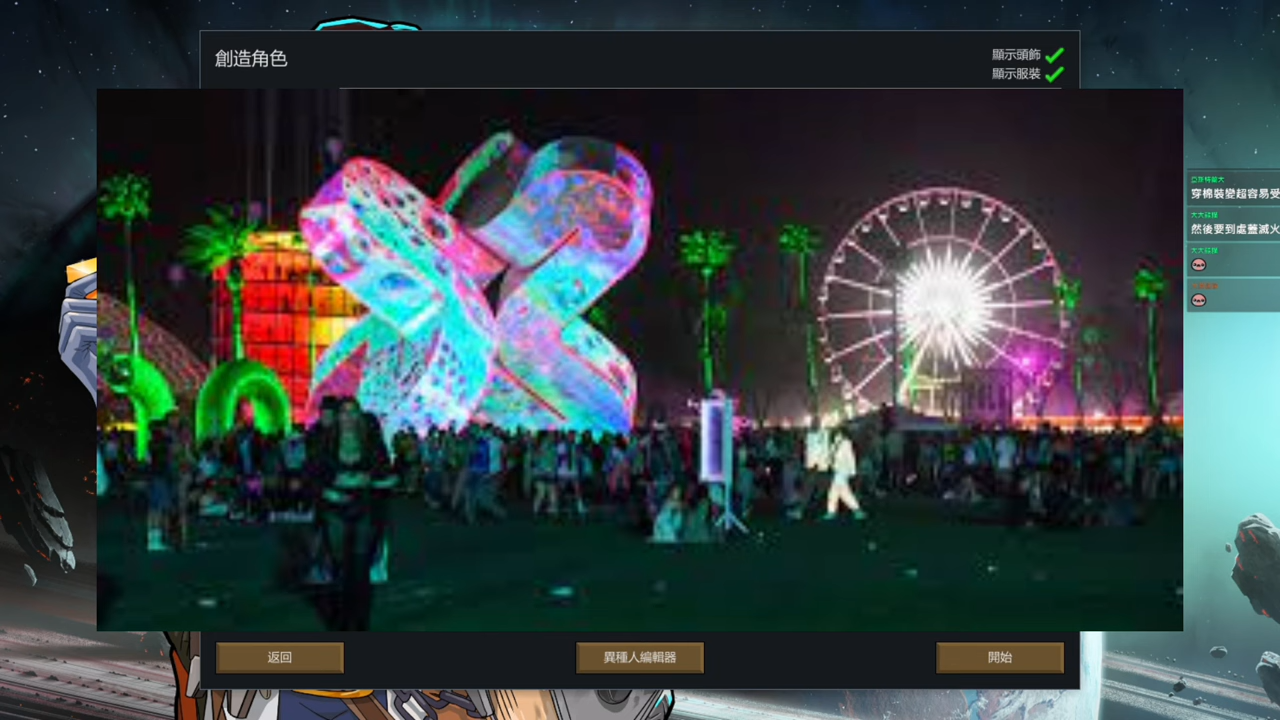 創造角色
顯示頭飾
顯示服裝
穿棉裝變超容易受
然後要到處蓋滅火
返回
異種人編輯器
開始